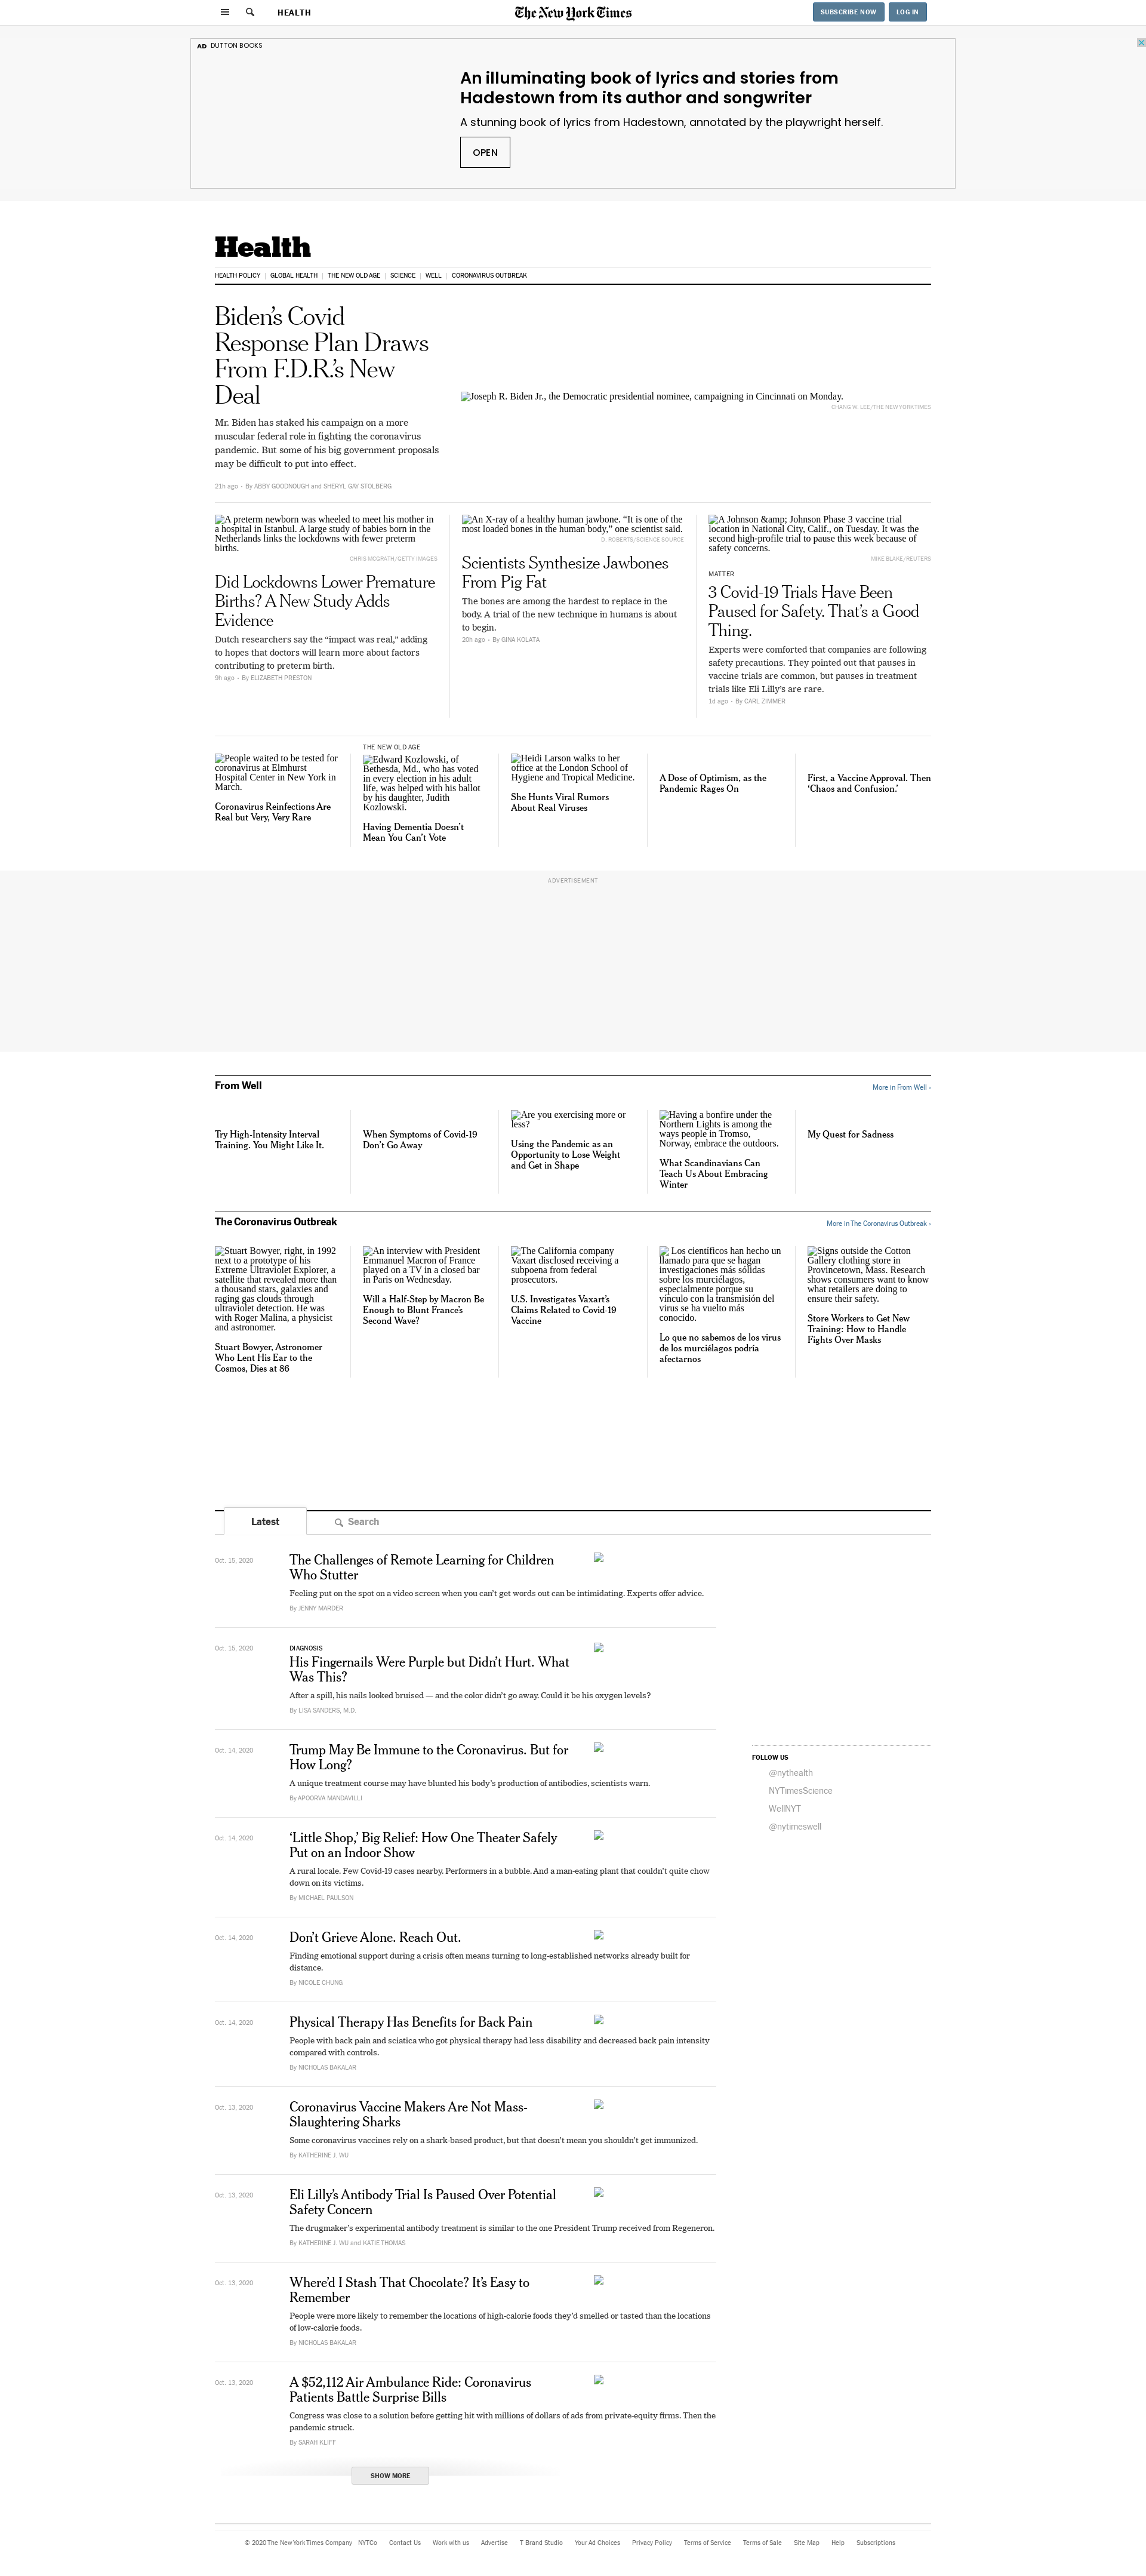 HEALTH
The New York Times
SUBSCRIBE NOW
LOG IN
AD DUTTON BOOKS
An illuminating book of lyrics and stories from
Hadestown from its author and songwriter
A stunning book of lyrics from Hadestown, annotated by the playwright herself.
OPEN
Health
HEALTH POLICY
GLOBAL HEALTH
THE NEW OLD AGE
SCIENCE
WELL
CORONAVIRUS OUTBREAK
Biden's Covid
Response Plan Draws
From F.D.R.'s New
Deal
Mr. Biden has staked his campaign on a more
muscular federal role in fighting the coronavirus
pandemic. But some of his big government proposals
may be difficult to put into effect.
21h ago • By ABBY GOODNOUGH and SHERYL GAY STOLBERG
Joseph R. Biden Jr., the Democratic presidential nominee, campaigning in Cincinnati on Monday.
CHANG W. LEE/THE NEW YORK TIMES
A preterm newborn was wheeled to meet his mother in
a hospital in Istanbul. A large study of babies born in the
Netherlands links the lockdowns with fewer preterm
births.
CHRIS MCGRATH/GETTY IMAGES
Did Lockdowns Lower Premature
Births? A New Study Adds
Evidence
Dutch researchers say the “impact was real,” adding
to hopes that doctors will learn more about factors
contributing to preterm birth.
9h ago • By ELIZABETH PRESTON
An X-ray of a healthy human jawbone. “It is one of the
most loaded bones in the human body,” one scientist said.
D. ROBERTS/SCIENCE SOURCE
Scientists Synthesize Jawbones
From Pig Fat
The bones are among the hardest to replace in the
body. A trial of the new technique in humans is about
to begin.
20h ago • By GINA KOLATA
A Johnson &amp; Johnson Phase 3 vaccine trial
location in National City, Calif., on Tuesday. It was the
second high-profile trial to pause this week because of
safety concerns.
MIKE BLAKE/REUTERS
MATTER
3 Covid-19 Trials Have Been
Paused for Safety. That's a Good
Thing.
Experts were comforted that companies are following
safety precautions. They pointed out that pauses in
vaccine trials are common, but pauses in treatment
trials like Eli Lilly's are rare.
1d ago • By CARL ZIMMER
People waited to be tested for
coronavirus at Elmhurst
Hospital Center in New York in
March.
Coronavirus Reinfections Are
Real but Very, Very Rare
THE NEW OLD AGE
Edward Kozlowski, of
Bethesda, Md., who has voted
in every election in his adult
life, was helped with his ballot
by his daughter, Judith
Kozlowski.
Having Dementia Doesn't
Mean You Can't Vote
Heidi Larson walks to her
office at the London School of
Hygiene and Tropical Medicine.
She Hunts Viral Rumors
About Real Viruses
A Dose of Optimism, as the
Pandemic Rages On
First, a Vaccine Approval. Then
‘Chaos and Confusion.’
ADVERTISEMENT
From Well
More in From Well ›
Try High-Intensity Interval
Training. You Might Like It.
When Symptoms of Covid-19
Don't Go Away
Are you exercising more or
less?
Using the Pandemic as an
Opportunity to Lose Weight
and Get in Shape
Having a bonfire under the
Northern Lights is among the
ways people in Tromso,
Norway, embrace the outdoors.
What Scandinavians Can
Teach Us About Embracing
Winter
My Quest for Sadness
The Coronavirus Outbreak
More in The Coronavirus Outbreak ›
Stuart Bowyer, right, in 1992
next to a prototype of his
Extreme Ultraviolet Explorer, a
satellite that revealed more than
a thousand stars, galaxies and
raging gas clouds through
ultraviolet detection. He was
with Roger Malina, a physicist
and astronomer.
Stuart Bowyer, Astronomer
Who Lent His Ear to the
Cosmos, Dies at 86
An interview with President
Emmanuel Macron of France
played on a TV in a closed bar
in Paris on Wednesday.
Will a Half-Step by Macron Be
Enough to Blunt France's
Second Wave?
The California company
Vaxart disclosed receiving a
subpoena from federal
prosecutors.
U.S. Investigates Vaxart's
Claims Related to Covid-19
Vaccine
Los científicos han hecho un
llamado para que se hagan
investigaciones más sólidas
sobre los murciélagos,
especialmente porque su
vínculo con la transmisión del
virus se ha vuelto más
conocido.
Lo que no sabemos de los virus
de los murciélagos podría
afectarnos
Signs outside the Cotton
Gallery clothing store in
Provincetown, Mass. Research
shows consumers want to know
what retailers are doing to
ensure their safety.
Store Workers to Get New
Training: How to Handle
Fights Over Masks
Latest
Search
Oct. 15, 2020
The Challenges of Remote Learning for Children
Who Stutter
Feeling put on the spot on a video screen when you can't get words out can be intimidating. Experts offer advice.
By JENNY MARDER
Oct. 15, 2020
DIAGNOSIS
His Fingernails Were Purple but Didn't Hurt. What
Was This?
After a spill, his nails looked bruised — and the color didn't go away. Could it be his oxygen levels?
By LISA SANDERS, M.D.
Oct. 14, 2020
Trump May Be Immune to the Coronavirus. But for
How Long?
A unique treatment course may have blunted his body's production of antibodies, scientists warn.
By APOORVA MANDAVILLI
Oct. 14, 2020
‘Little Shop,’ Big Relief: How One Theater Safely
Put on an Indoor Show
A rural locale. Few Covid-19 cases nearby. Performers in a bubble. And a man-eating plant that couldn't quite chow
down on its victims.
By MICHAEL PAULSON
Oct. 14, 2020
Don't Grieve Alone. Reach Out.
Finding emotional support during a crisis often means turning to long-established networks already built for
distance.
By NICOLE CHUNG
Oct. 14, 2020
Physical Therapy Has Benefits for Back Pain
People with back pain and sciatica who got physical therapy had less disability and decreased back pain intensity
compared with controls.
By NICHOLAS BAKALAR
Oct. 13, 2020
Coronavirus Vaccine Makers Are Not Mass-
Slaughtering Sharks
Some coronavirus vaccines rely on a shark-based product, but that doesn't mean you shouldn't get immunized.
By KATHERINE J. WU
Oct. 13, 2020
Eli Lilly's Antibody Trial Is Paused Over Potential
Safety Concern
The drugmaker's experimental antibody treatment is similar to the one President Trump received from Regeneron.
By KATHERINE J. WU and KATIE THOMAS
Oct. 13, 2020
Where'd I Stash That Chocolate? It's Easy to
Remember
People were more likely to remember the locations of high-calorie foods they'd smelled or tasted than the locations
of low-calorie foods.
By NICHOLAS BAKALAR
Oct. 13, 2020
A $52,112 Air Ambulance Ride: Coronavirus
Patients Battle Surprise Bills
Congress was close to a solution before getting hit with millions of dollars of ads from private-equity firms. Then the
pandemic struck.
By SARAH KLIFF
SHOW MORE
FOLLOW US
@nythealth
NYTimesScience
WellNYT
@nytimeswell
© 2020 The New York Times Company
NYTCo
Contact Us
Work with us
Advertise
T Brand Studio
Your Ad Choices
Privacy Policy
Terms of Service
Terms of Sale
Site Map
Help
Subscriptions